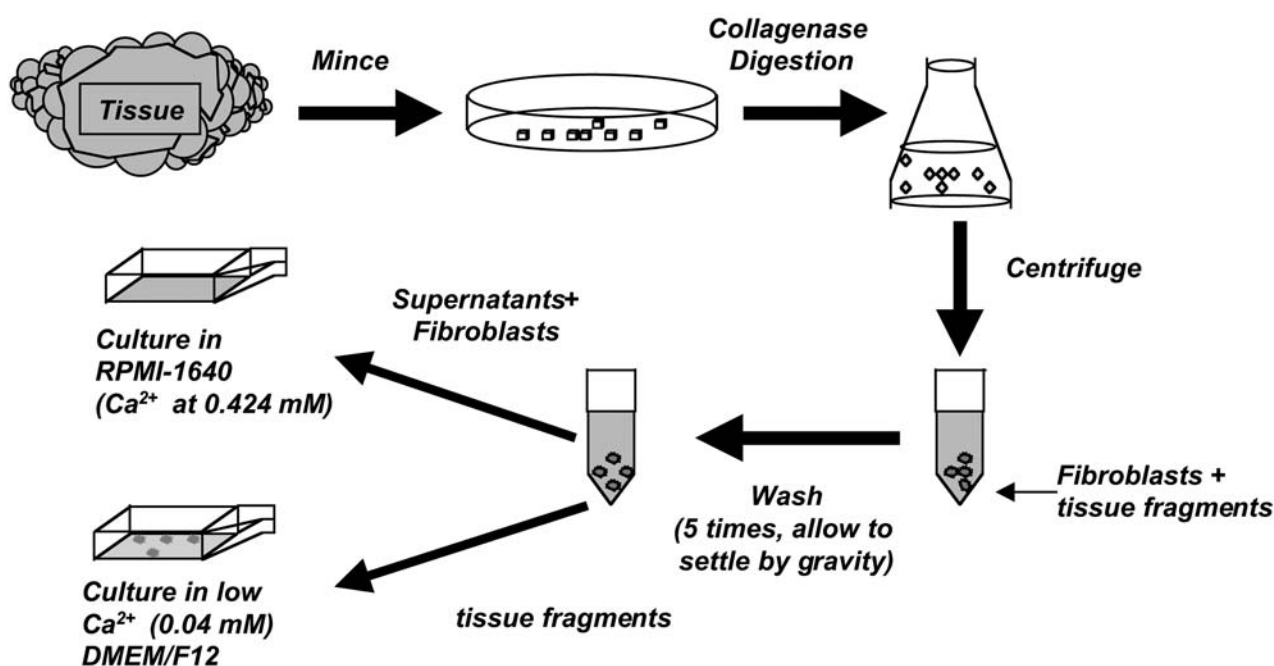 Tissue
Mince
Collagenase
Digestion
Centrifuge
Fibroblasts +
tissue fragments
Wash
(5 times, allow to
settle by gravity)
Supernatants+
Fibroblasts
Culture in
RPMI-1640
(Ca²⁺ at 0.424 mM)
tissue fragments
Culture in low
Ca²⁺ (0.04 mM)
DMEM/F12